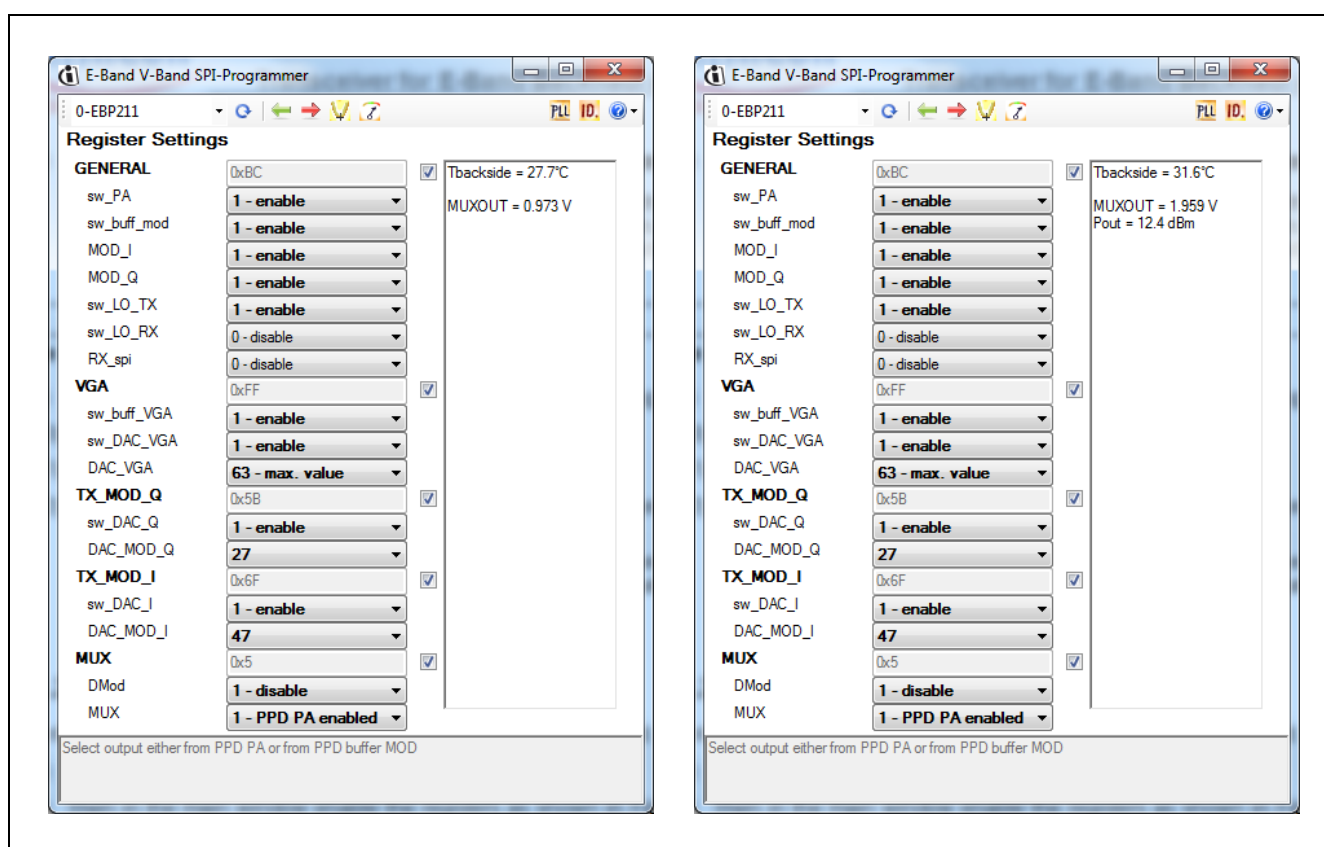 E-Band V-Band SPI-Programmer
0-EBP211 PLL ID.
Register Settings
GENERAL 0xBC Tbackside = 27.7°C
sw_PA 1 - enable MUXOUT = 0.973 V
sw_buff_mod 1 - enable
MOD_I 1 - enable
MOD_Q 1 - enable
sw_LO_TX 1 - enable
sw_LO_RX 0 - disable
RX_spi 0 - disable
VGA 0xFF
sw_buff_VGA 1 - enable
sw_DAC_VGA 1 - enable
DAC_VGA 63 - max. value
TX_MOD_Q 0x5B
sw_DAC_Q 1 - enable
DAC_MOD_Q 27
TX_MOD_I 0x6F
sw_DAC_I 1 - enable
DAC_MOD_I 47
MUX 0x5
DMod 1 - disable
MUX 1 - PPD PA enabled
Select output either from PPD PA or from PPD buffer MOD
E-Band V-Band SPI-Programmer
0-EBP211 PLL ID.
Register Settings
GENERAL 0xBC Tbackside = 31.6°C
sw_PA 1 - enable MUXOUT = 1.959 V
sw_buff_mod 1 - enable Pout = 12.4 dBm
MOD_I 1 - enable
MOD_Q 1 - enable
sw_LO_TX 1 - enable
sw_LO_RX 0 - disable
RX_spi 0 - disable
VGA 0xFF
sw_buff_VGA 1 - enable
sw_DAC_VGA 1 - enable
DAC_VGA 63 - max. value
TX_MOD_Q 0x5B
sw_DAC_Q 1 - enable
DAC_MOD_Q 27
TX_MOD_I 0x6F
sw_DAC_I 1 - enable
DAC_MOD_I 47
MUX 0x5
DMod 1 - disable
MUX 1 - PPD PA enabled
Select output either from PPD PA or from PPD buffer MOD